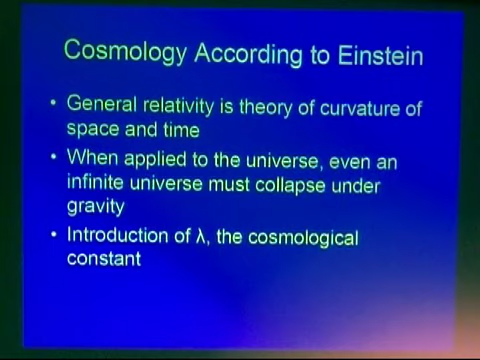 Cosmology According to Einstein
• General relativity is theory of curvature of
space and time
• When applied to the universe, even an
infinite universe must collapse under
gravity
• Introduction of λ, the cosmological
constant